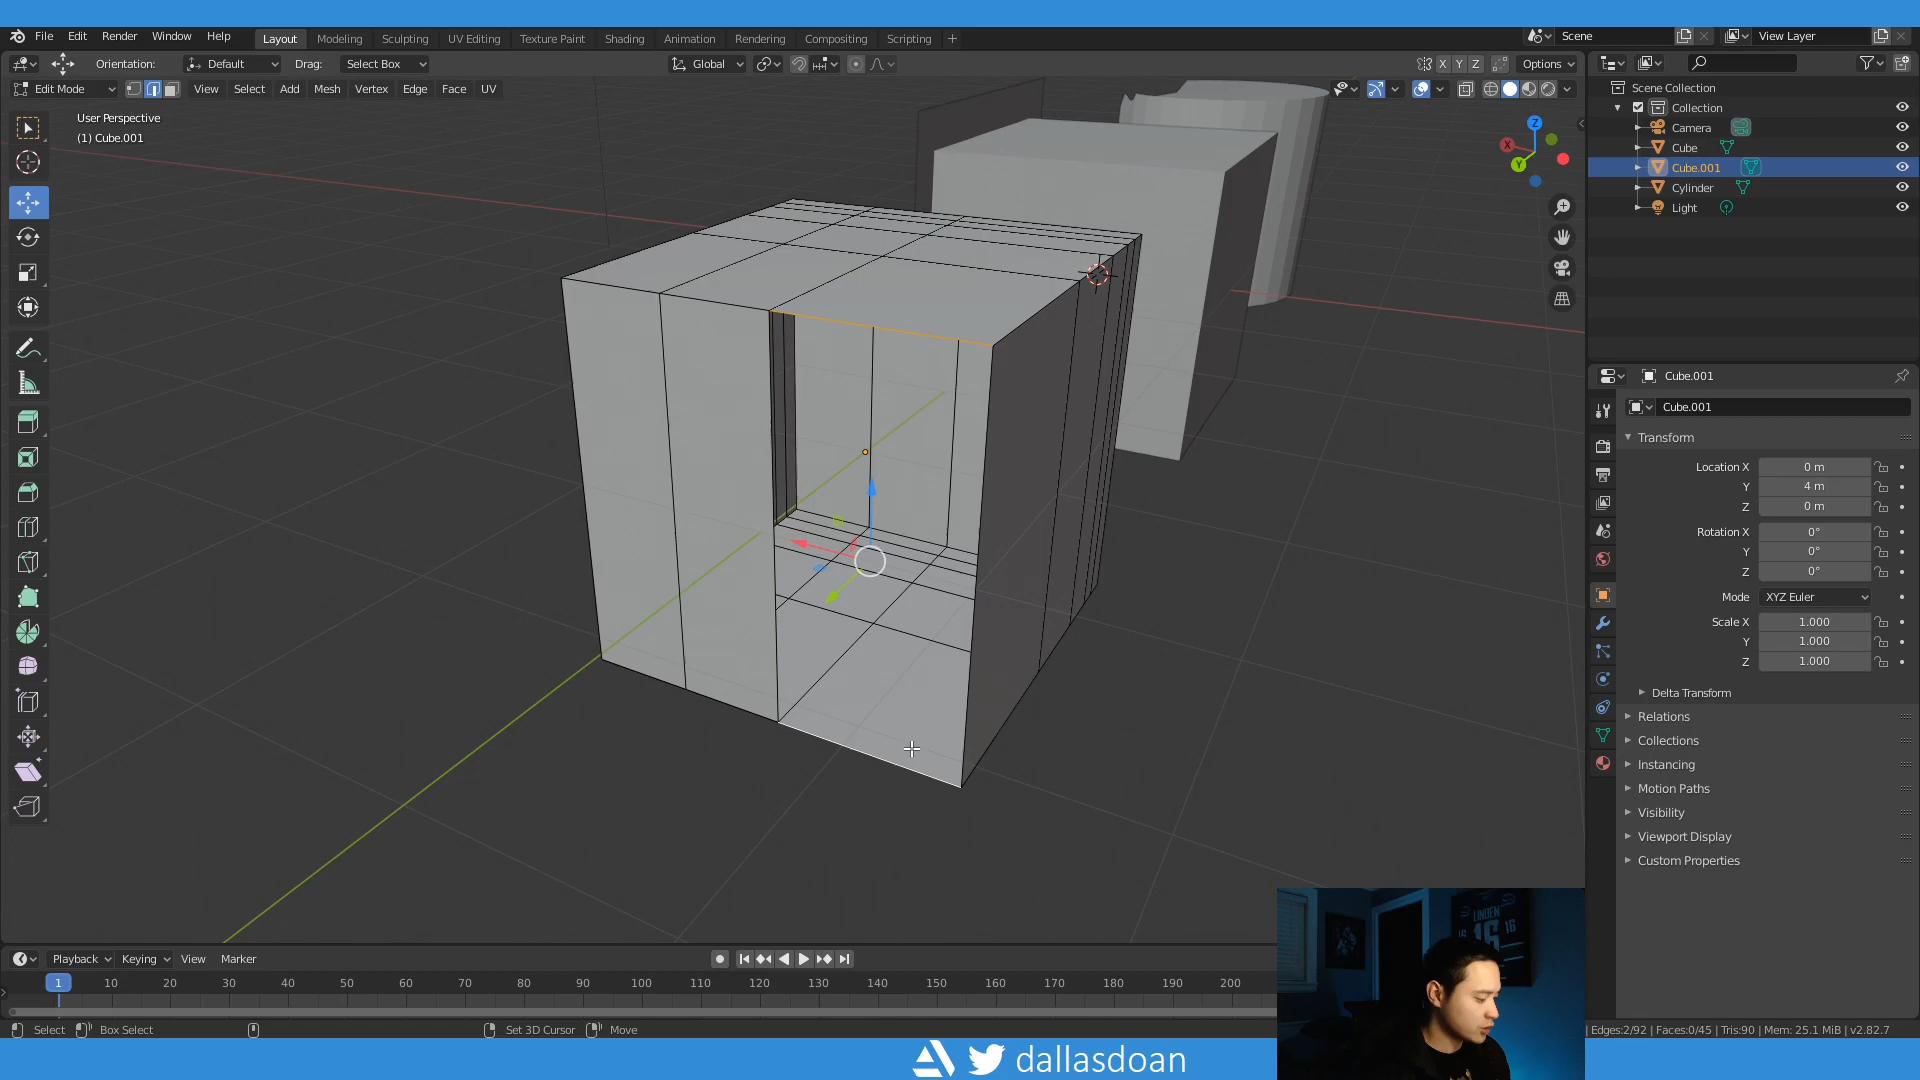 File Edit Render Window Help Layout Modeling Sculpting UV Editing Texture Paint Shading Animation Rendering Compositing Scripting + Scene View Layer
Orientation: Default Drag: Select Box Global X Y Z Options
Edit Mode View Select Add Mesh Vertex Edge Face UV
User Perspective
(1) Cube.001
Z
X
Y
Scene Collection
Collection
Camera
Cube
Cube.001
Cylinder
Light
Cube.001
Cube.001
Transform
Location X 0 m
Y 4 m
Z 0 m
Rotation X 0°
Y 0°
Z 0°
Mode XYZ Euler
Scale X 1.000
Y 1.000
Z 1.000
Delta Transform
Relations
Collections
Instancing
Motion Paths
Visibility
Viewport Display
Custom Properties
LINDEN
16
16 16
Playback Keying View Marker
1 10 20 30 40 50 60 70 80 90 100 110 120 130 140 150 160 170 180 190 200
Select Box Select Set 3D Cursor Move
Edges:2/92 | Faces:0/45 | Tris:90 | Mem: 25.1 MiB | v2.82.7
dallasdoan